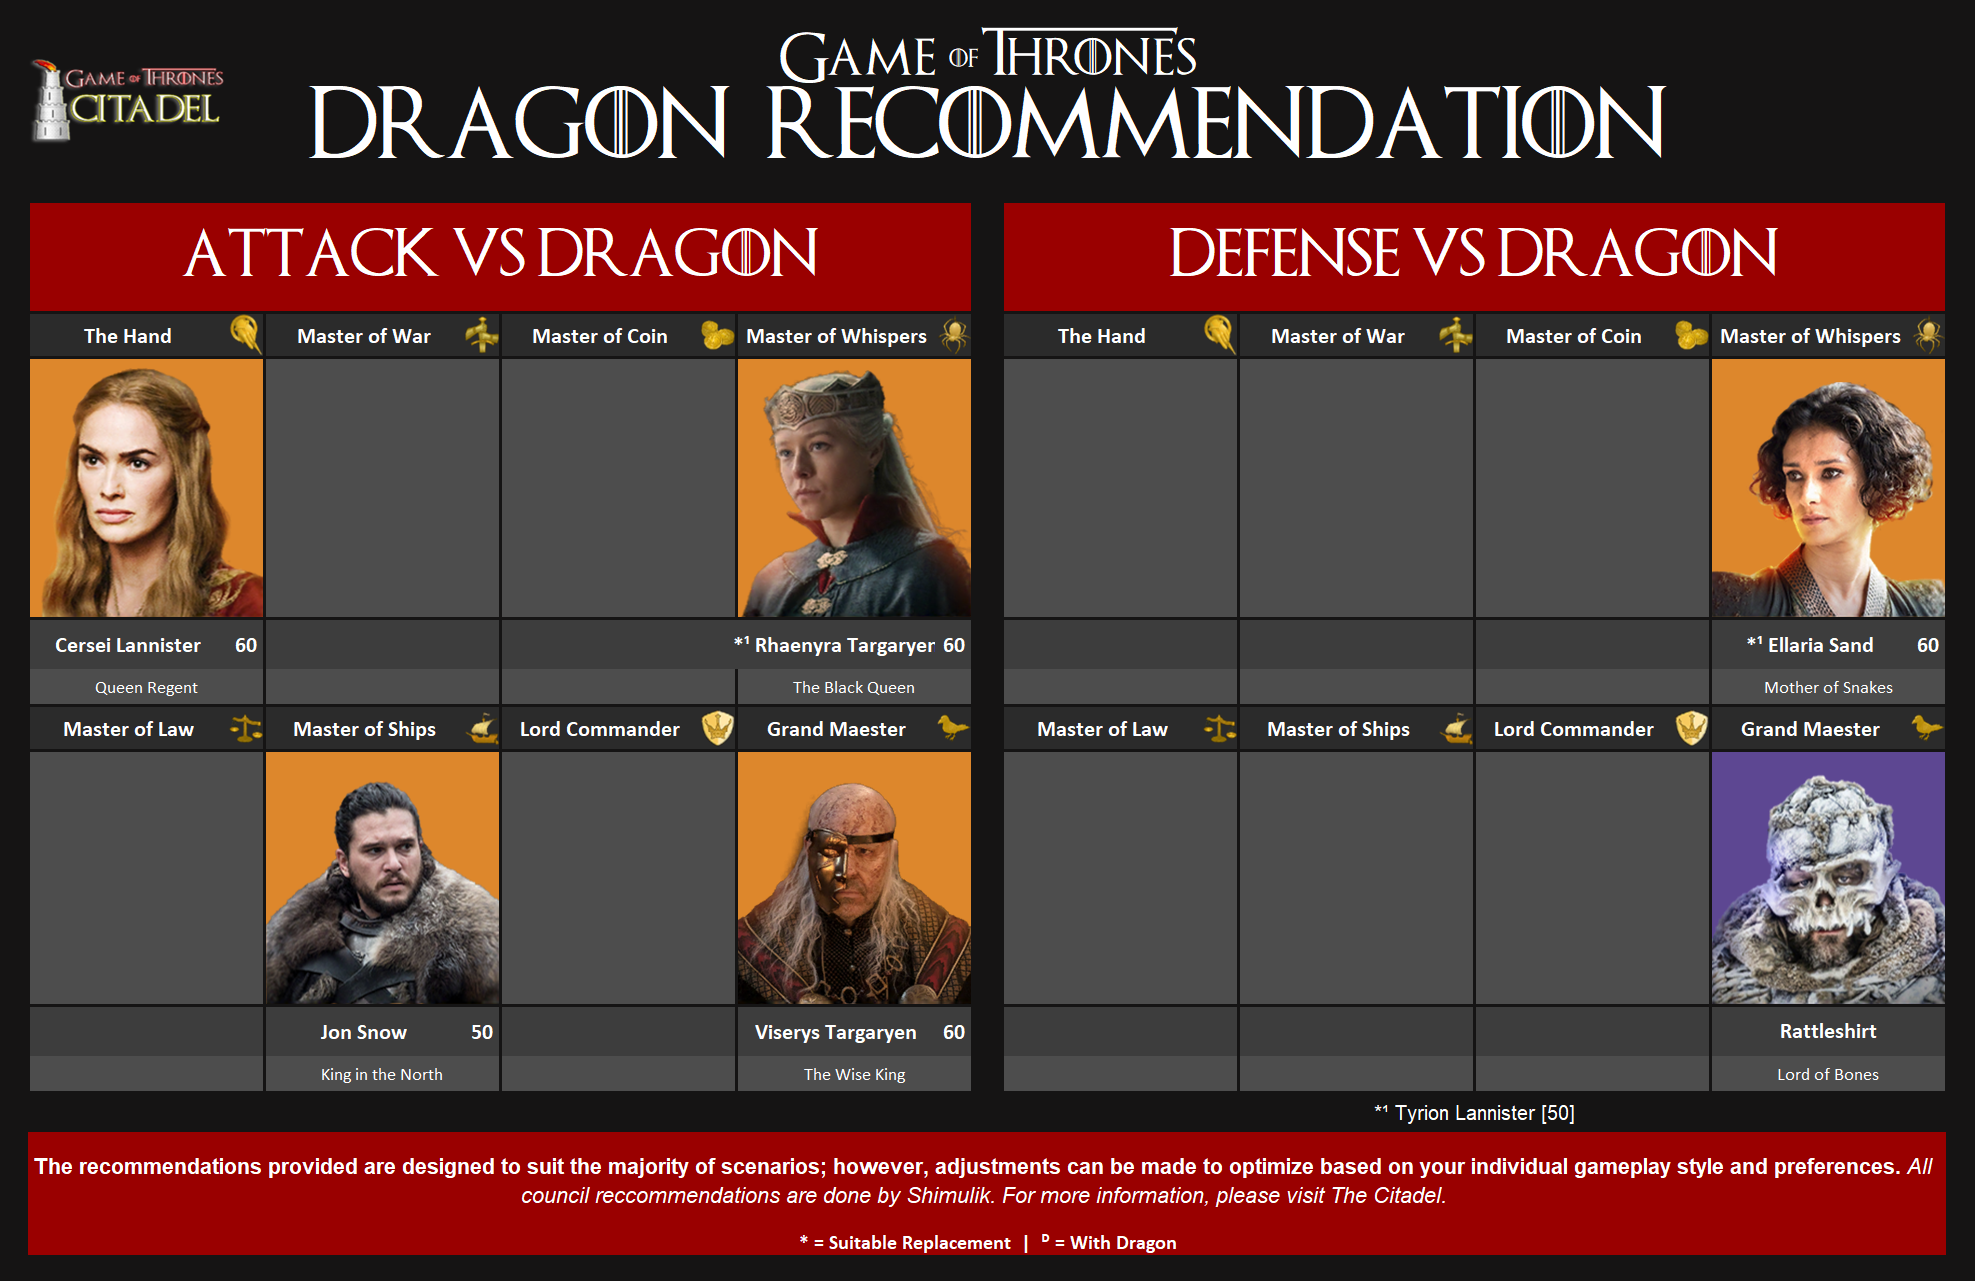 GAME OF THRONES
CITADEL
GAME OF THRONES
DRAGON RECOMMENDATION
ATTACK VS DRAGON
The Hand
Master of War
Master of Coin
Master of Whispers
Cersei Lannister 60
*¹ Rhaenyra Targaryer 60
Queen Regent
The Black Queen
Master of Law
Master of Ships
Lord Commander
Grand Maester
Jon Snow 50
Viserys Targaryen 60
King in the North
The Wise King
DEFENSE VS DRAGON
The Hand
Master of War
Master of Coin
Master of Whispers
*¹ Ellaria Sand 60
Mother of Snakes
Master of Law
Master of Ships
Lord Commander
Grand Maester
Rattleshirt
Lord of Bones
*¹ Tyrion Lannister [50]
The recommendations provided are designed to suit the majority of scenarios; however, adjustments can be made to optimize based on your individual gameplay style and preferences. All
council reccommendations are done by Shimulik. For more information, please visit The Citadel.
* = Suitable Replacement | ᴰ = With Dragon